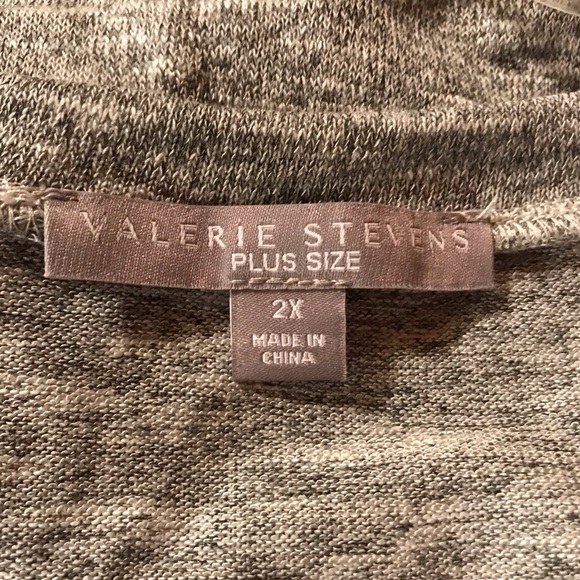 VALERIE STEVENS
PLUS SIZE
2X
MADE IN
CHINA